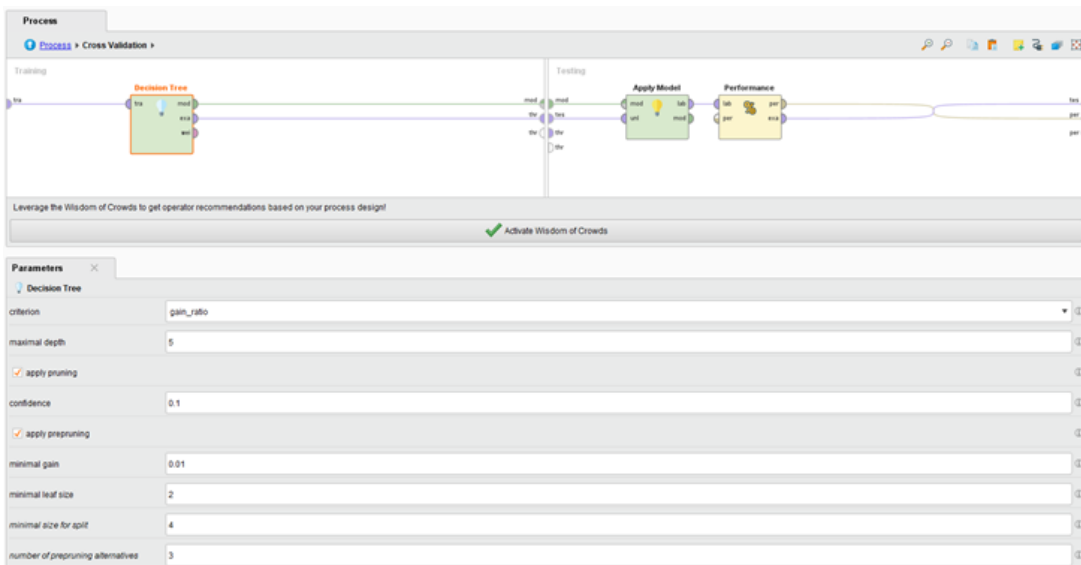 Process
Process ▸ Cross Validation ▸
Training
Testing
Decision Tree
Apply Model
Performance
tra
tra
mod
exa
wei
mod
thr
thr
mod
tes
thr
thr
mod
unl
lab
mod
lab
per
per
exa
tes
per
per
Leverage the Wisdom of Crowds to get operator recommendations based on your process design!
Activate Wisdom of Crowds
Parameters
Decision Tree
criterion gain_ratio
maximal depth 5
apply pruning
confidence 0.1
apply prepruning
minimal gain 0.01
minimal leaf size 2
minimal size for split 4
number of prepruning alternatives 3